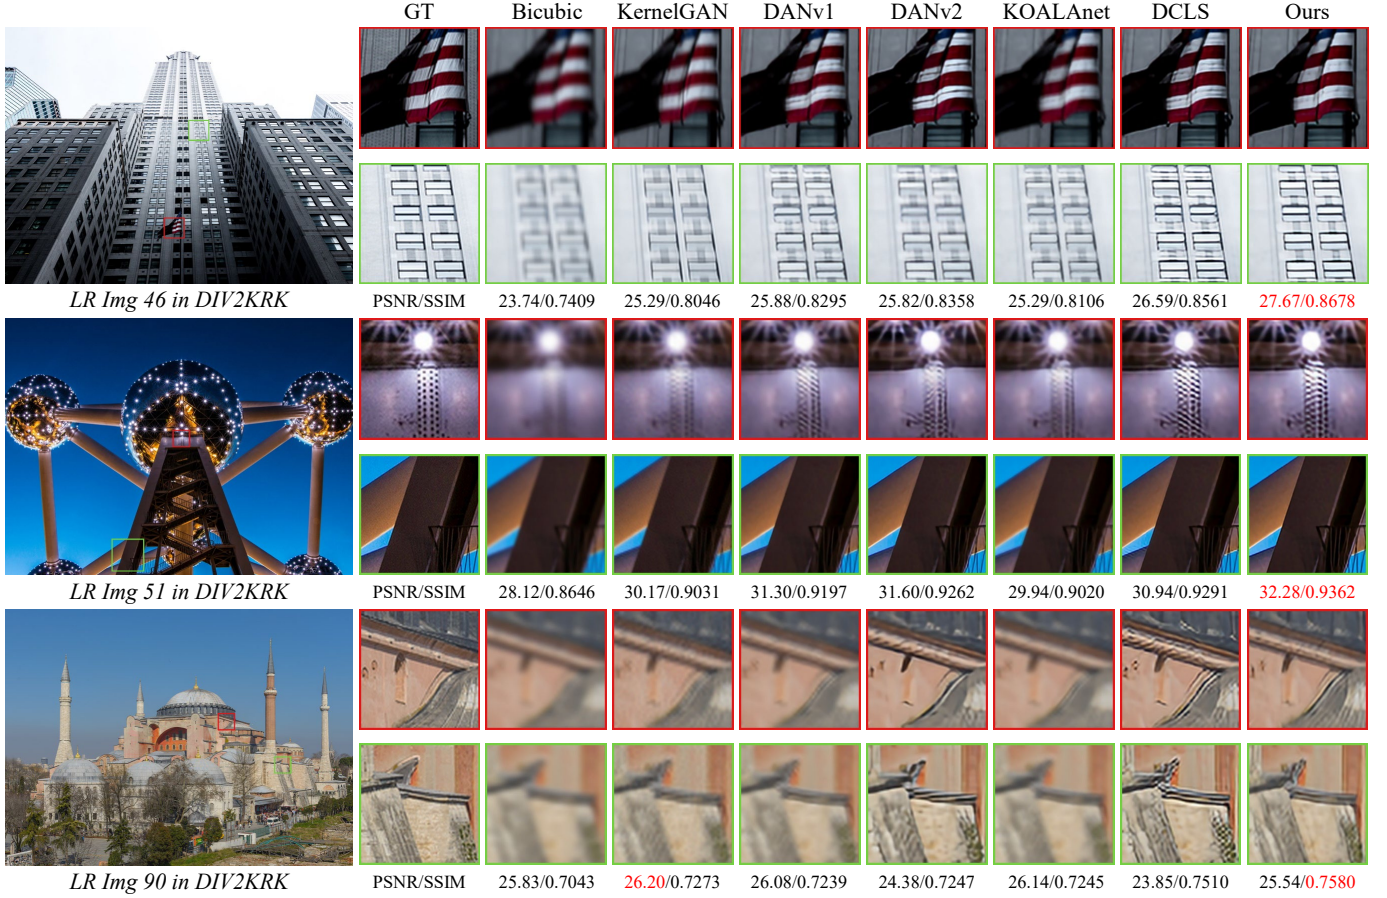 GT Bicubic KernelGAN DANv1 DANv2 KOALAnet DCLS Ours
LR Img 46 in DIV2KRK PSNR/SSIM 23.74/0.7409 25.29/0.8046 25.88/0.8295 25.82/0.8358 25.29/0.8106 26.59/0.8561 27.67/0.8678
LR Img 51 in DIV2KRK PSNR/SSIM 28.12/0.8646 30.17/0.9031 31.30/0.9197 31.60/0.9262 29.94/0.9020 30.94/0.9291 32.28/0.9362
LR Img 90 in DIV2KRK PSNR/SSIM 25.83/0.7043 26.20/0.7273 26.08/0.7239 24.38/0.7247 26.14/0.7245 23.85/0.7510 25.54/0.7580